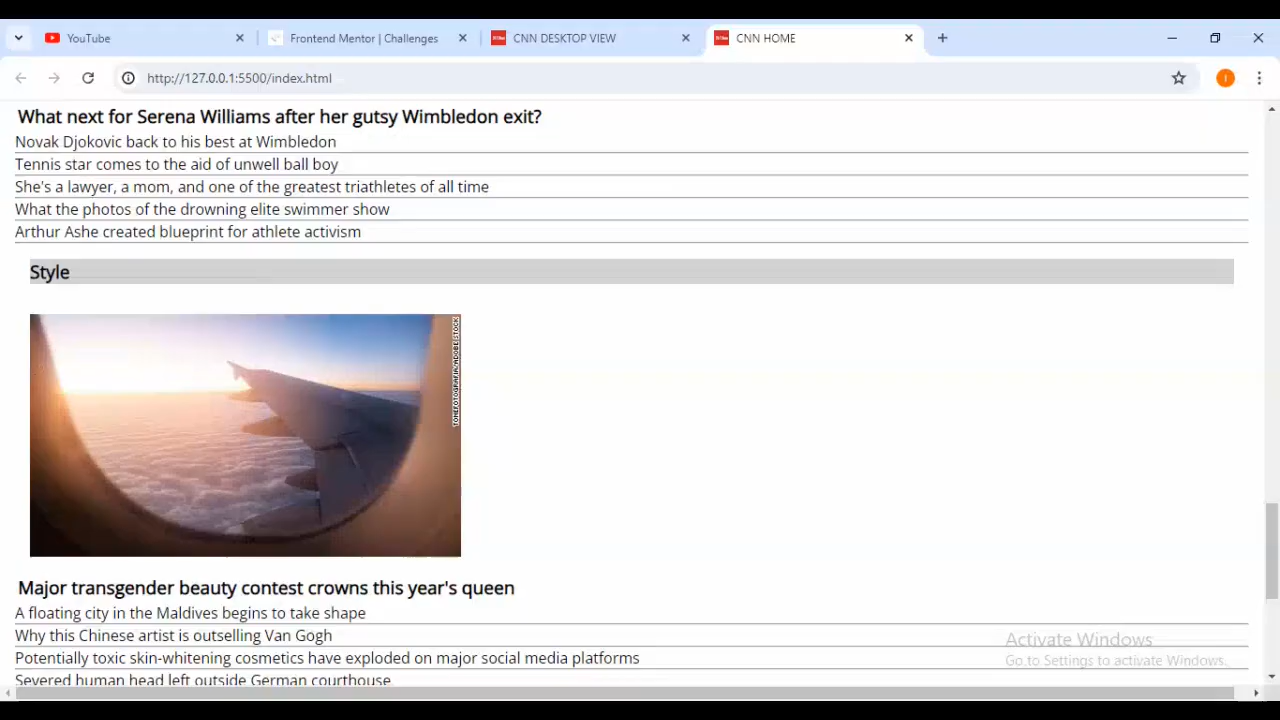 YouTube
Frontend Mentor | Challenges
CNN DESKTOP VIEW
CNN HOME
http://127.0.0.1:5500/index.html
What next for Serena Williams after her gutsy Wimbledon exit?
Novak Djokovic back to his best at Wimbledon
Tennis star comes to the aid of unwell ball boy
She's a lawyer, a mom, and one of the greatest triathletes of all time
What the photos of the drowning elite swimmer show
Arthur Ashe created blueprint for athlete activism
Style
TONEFOTOGRAFIA/ADOBE STOCK
Major transgender beauty contest crowns this year's queen
A floating city in the Maldives begins to take shape
Why this Chinese artist is outselling Van Gogh
Potentially toxic skin-whitening cosmetics have exploded on major social media platforms
Severed human head left outside German courthouse
Activate Windows
Go to Settings to activate Windows.